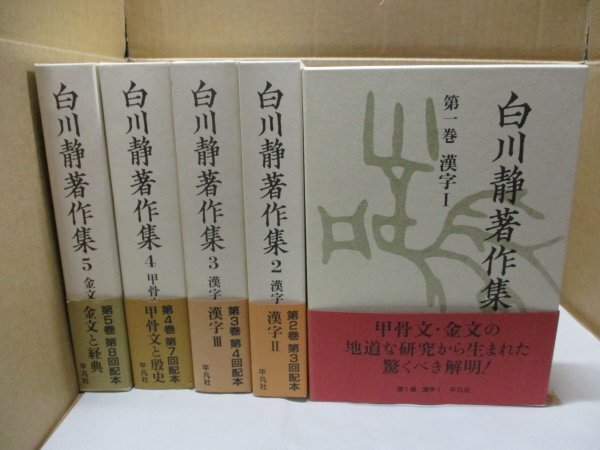 白川静著作集
5 金文
第5巻 第8回配本
金文と経典
平凡社
白川静著作集
4 甲骨
第4巻 第7回配本
甲骨文と殷史
平凡社
白川静著作集
3 漢字
第3巻 第4回配本
漢字Ⅲ
平凡社
白川静著作集
2 漢字
第2巻 第3回配本
漢字Ⅱ
平凡社
白川静著作集
第一巻 漢字Ⅰ
甲骨文・金文の
地道な研究から生まれた
驚くべき解明!
第1巻 漢字Ⅰ 平凡社